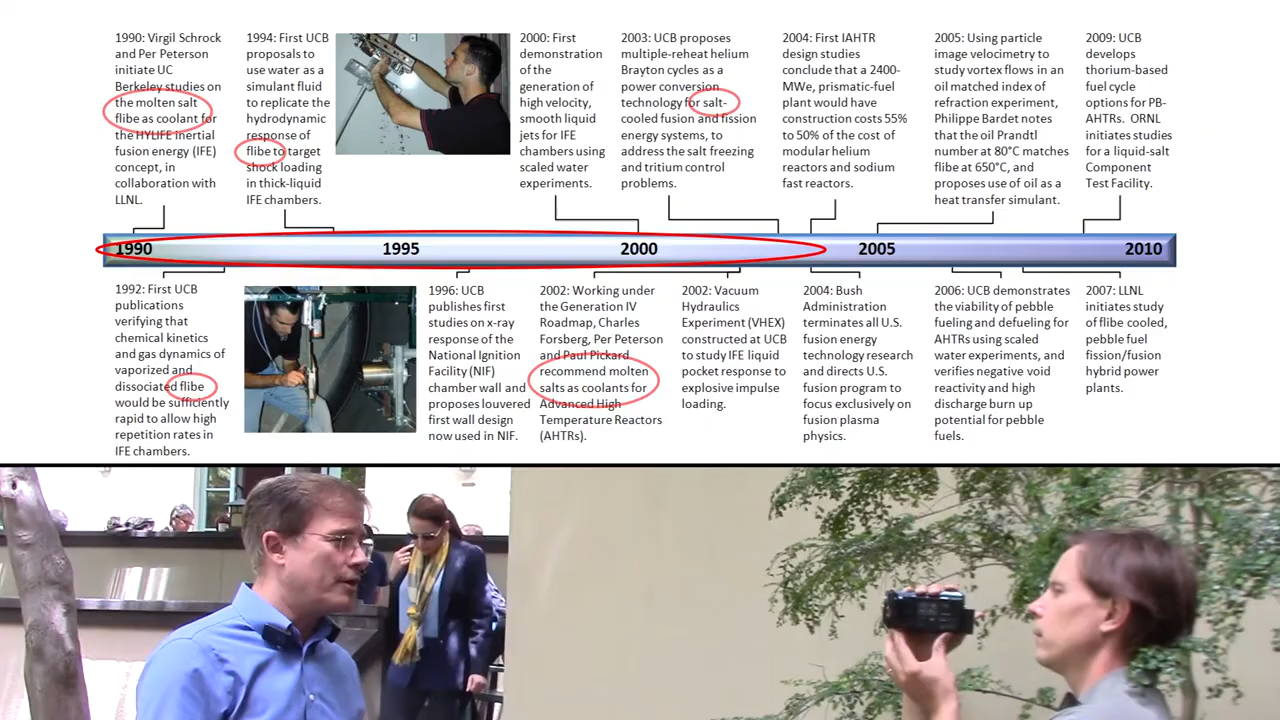 1990: Virgil Schrock
and Per Peterson
initiate UC
Berkeley studies on
the molten salt
flibe as coolant for
the HYLIFE inertial
fusion energy (IFE)
concept, in
collaboration with
LLNL.
1994: First UCB
proposals to
use water as a
simulant fluid
to replicate the
hydrodynamic
response of
flibe to target
shock loading
in thick-liquid
IFE chambers.
2000: First
demonstration
of the
generation of
high velocity,
smooth liquid
jets for IFE
chambers using
scaled water
experiments.
2003: UCB proposes
multiple-reheat helium
Brayton cycles as a
power conversion
technology for salt-
cooled fusion and fission
energy systems, to
address the salt freezing
and tritium control
problems.
2004: First IAHTR
design studies
conclude that a 2400-
MWe, prismatic-fuel
plant would have
construction costs 55%
to 50% of the cost of
modular helium
reactors and sodium
fast reactors.
2005: Using particle
image velocimetry to
study vortex flows in an
oil matched index of
refraction experiment,
Philippe Bardet notes
that the oil Prandtl
number at 80°C matches
flibe at 650°C, and
proposes use of oil as a
heat transfer simulant.
2009: UCB
develops
thorium-based
fuel cycle
options for PB-
AHTRs. ORNL
initiates studies
for a liquid-salt
Component
Test Facility.
1990 1995 2000 2005 2010
1992: First UCB
publications
verifying that
chemical kinetics
and gas dynamics of
vaporized and
dissociated flibe
would be sufficiently
rapid to allow high
repetition rates in
IFE chambers.
1996: UCB
publishes first
studies on x-ray
response of the
National Ignition
Facility (NIF)
chamber wall and
proposes louvered
first wall design
now used in NIF.
2002: Working under
the Generation IV
Roadmap, Charles
Forsberg, Per Peterson
and Paul Pickard
recommend molten
salts as coolants for
Advanced High
Temperature Reactors
(AHTRs).
2002: Vacuum
Hydraulics
Experiment (VHEX)
constructed at UCB
to study IFE liquid
pocket response to
explosive impulse
loading.
2004: Bush
Administration
terminates all U.S.
fusion energy
technology research
and directs U.S.
fusion program to
focus exclusively on
fusion plasma
physics.
2006: UCB demonstrates
the viability of pebble
fueling and defueling for
AHTRs using scaled
water experiments, and
verifies negative void
reactivity and high
discharge burn up
potential for pebble
fuels.
2007: LLNL
initiates study
of flibe cooled,
pebble fuel
fission/fusion
hybrid power
plants.